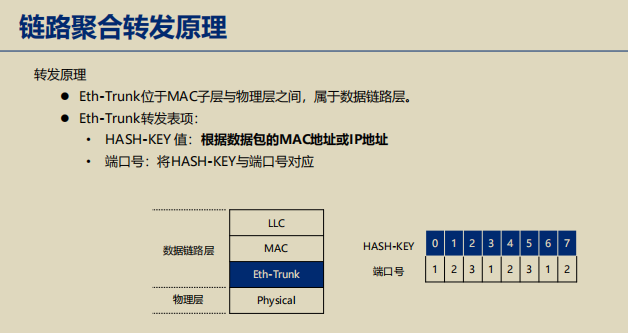 链路聚合转发原理
转发原理
● Eth-Trunk位于MAC子层与物理层之间，属于数据链路层。
● Eth-Trunk转发表项：
• HASH-KEY 值：根据数据包的MAC地址或IP地址
• 端口号：将HASH-KEY与端口号对应
LLC
数据链路层
MAC
Eth-Trunk
物理层
Physical
HASH-KEY 0 1 2 3 4 5 6 7
端口号 1 2 3 1 2 3 1 2